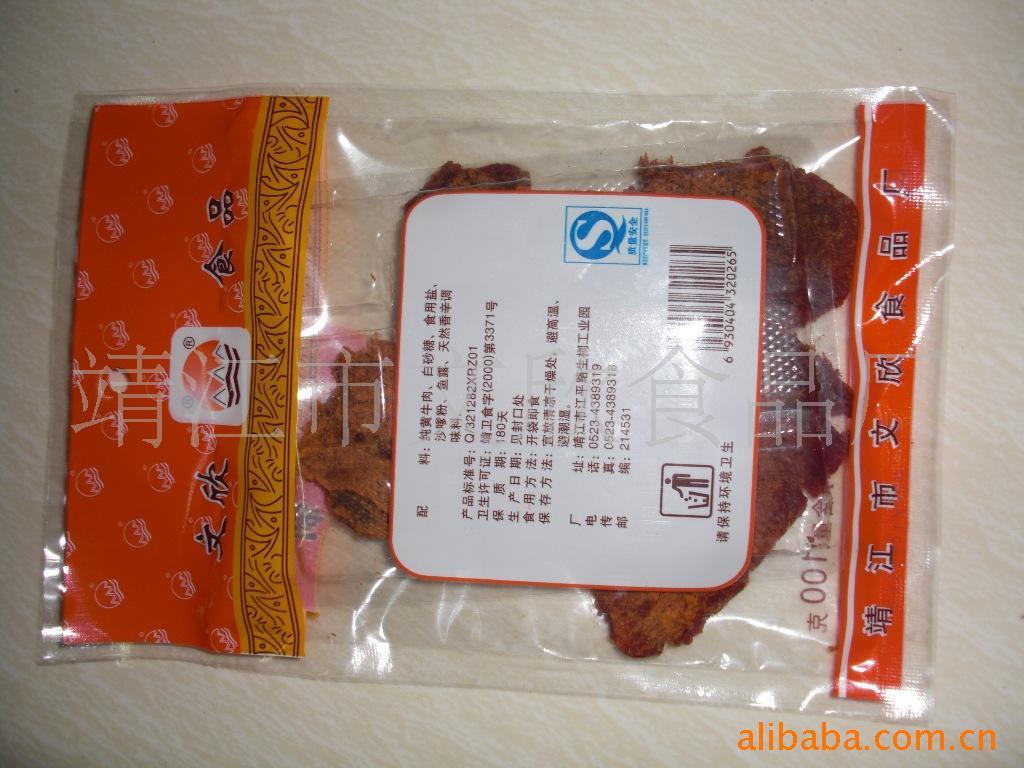 文欣食品
®
配料：纯黄牛肉、白砂糖、食用盐、
沙嗲粉、鱼露、天然香辛调
味料
产品标准号：Q/321282XRZ01
卫生许可证：卫食字(2000)第3371号
保质期：180天
生产日期：见封口处
食用方法：开袋即食
保存方法：宜放清凉干燥处、避高温、
避潮湿。
厂址：靖江市江平路生祠工业园
电话：0523-4389319
传真：0523-4389318
邮编：214531
质量安全
6 930404 320265
请保持环境卫生
克001
靖江市文欣食品厂
靖江市 食品
alibaba.com.cn